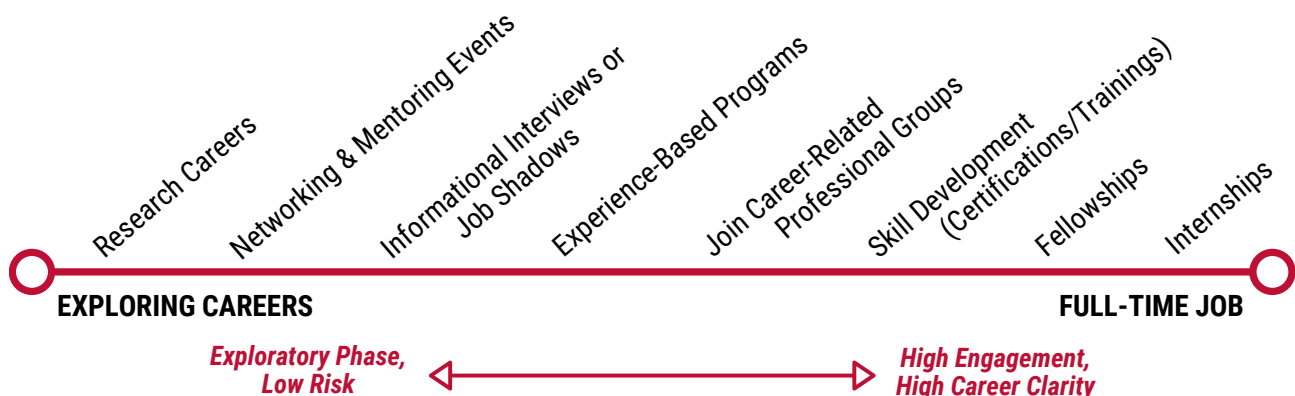 Research Careers
Networking & Mentoring Events
Informational Interviews or
Job Shadows
Experience-Based Programs
Join Career-Related
Professional Groups
Skill Development
(Certifications/Trainings)
Fellowships
Internships
EXPLORING CAREERS
FULL-TIME JOB
Exploratory Phase,
Low Risk
High Engagement,
High Career Clarity